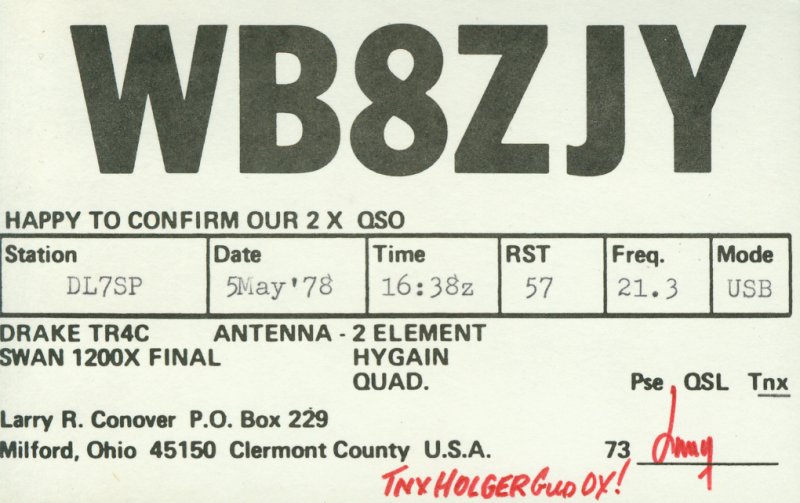 WB8ZJY
HAPPY TO CONFIRM OUR 2 X QSO
Station Date Time RST Freq. Mode
DL7SP 5May'78 16:38z 57 21.3 USB
DRAKE TR4C ANTENNA - 2 ELEMENT
SWAN 1200X FINAL HYGAIN
QUAD.
Pse QSL Tnx
Larry R. Conover P.O. Box 229
Milford, Ohio 45150 Clermont County U.S.A. 73
TNX HOLGER GUD DX!